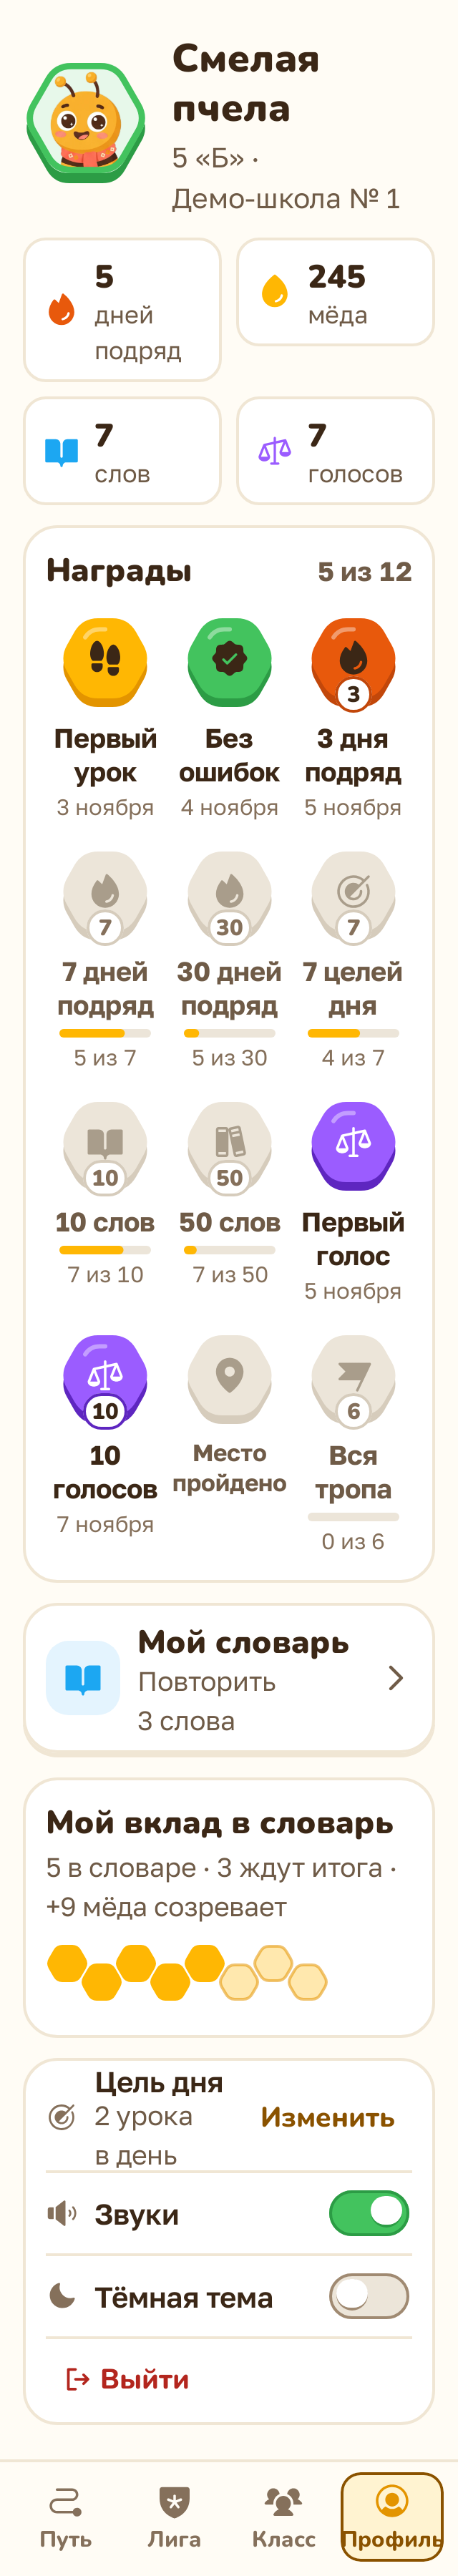 Смелая
пчела
5 «Б» ·
Демо-школа № 1
5
дней
подряд
245
мёда
7
слов
7
голосов
Награды
5 из 12
3
Первый
урок
3 ноября
Без
ошибок
4 ноября
3 дня
подряд
5 ноября
7
30
7
7 дней
подряд
5 из 7
30 дней
подряд
5 из 30
7 целей
дня
4 из 7
10
50
10 слов
7 из 10
50 слов
7 из 50
Первый
голос
5 ноября
10
6
10
голосов
7 ноября
Место
пройдено
Вся
тропа
0 из 6
Мой словарь
Повторить
3 слова
Мой вклад в словарь
5 в словаре · 3 ждут итога ·
+9 мёда созревает
Цель дня
2 урока
в день
Изменить
Звуки
Тёмная тема
Выйти
Путь
Лига
Класс
Профиль